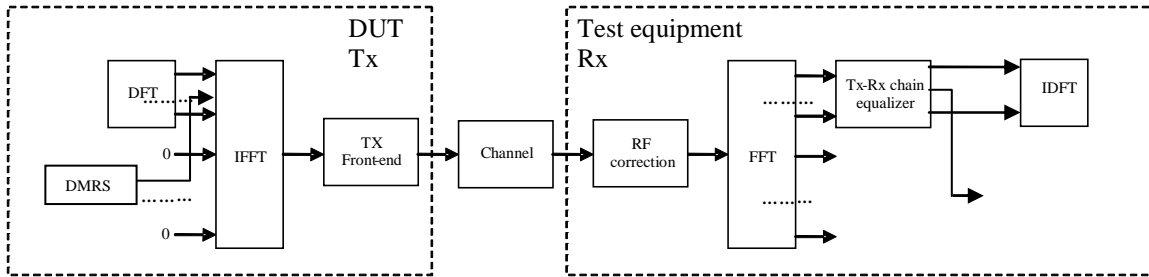 DUT
Tx
Test equipment
Rx
DFT
………
0
DMRS
………
0
IFFT
TX
Front-end
Channel
RF
correction
FFT
………
………
Tx-Rx chain
equalizer
IDFT